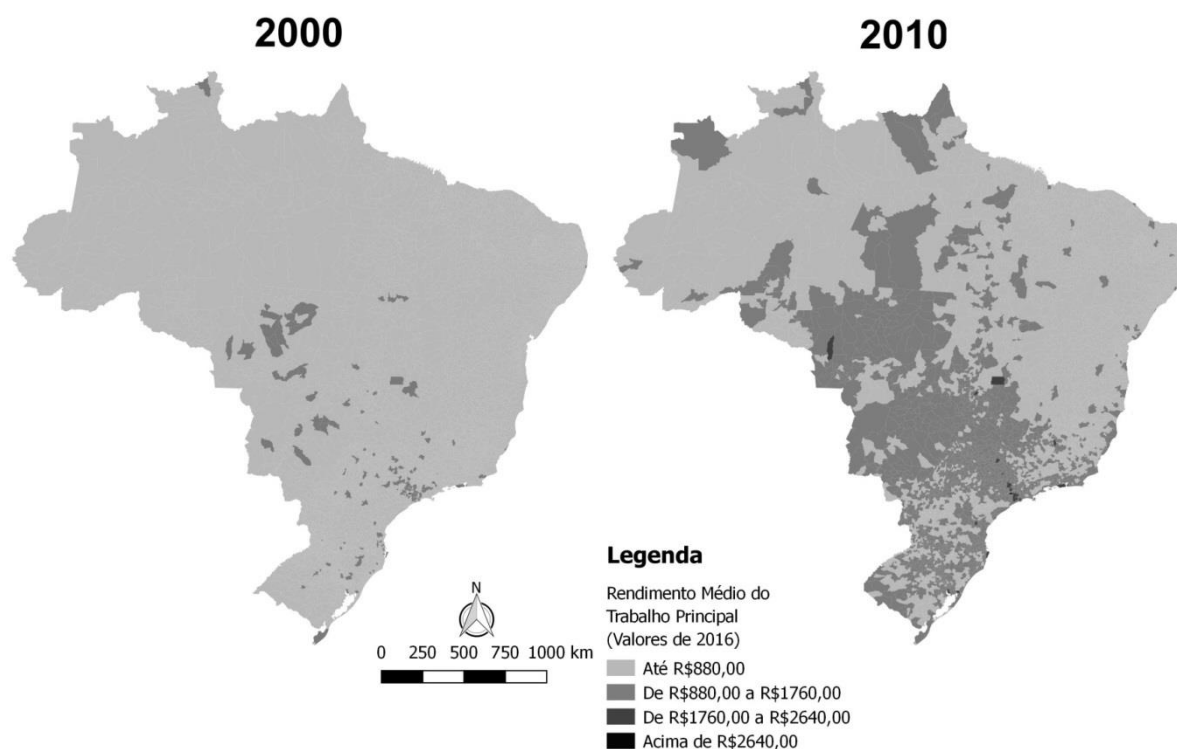 2000
2010
N
0 250 500 750 1000 km
Legenda
Rendimento Médio do
Trabalho Principal
(Valores de 2016)
Até R$880,00
De R$880,00 a R$1760,00
De R$1760,00 a R$2640,00
Acima de R$2640,00